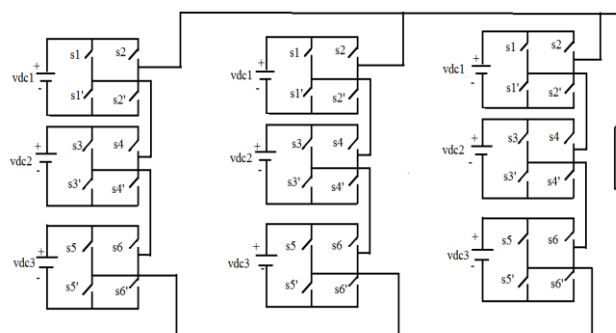 s1 s2
+
vdc1
-
s1' s2'
s3 s4
+
vdc2
-
s3' s4'
s5 s6
+
vdc3
-
s5' s6'
s1 s2
+
vdc1
-
s1' s2'
s3 s4
+
vdc2
-
s3' s4'
s5 s6
+
vdc3
-
s5' s6'
s1 s2
+
vdc1
-
s1' s2'
s3 s4
+
vdc2
-
s3' s4'
s5 s6
+
vdc3
-
s5' s6'